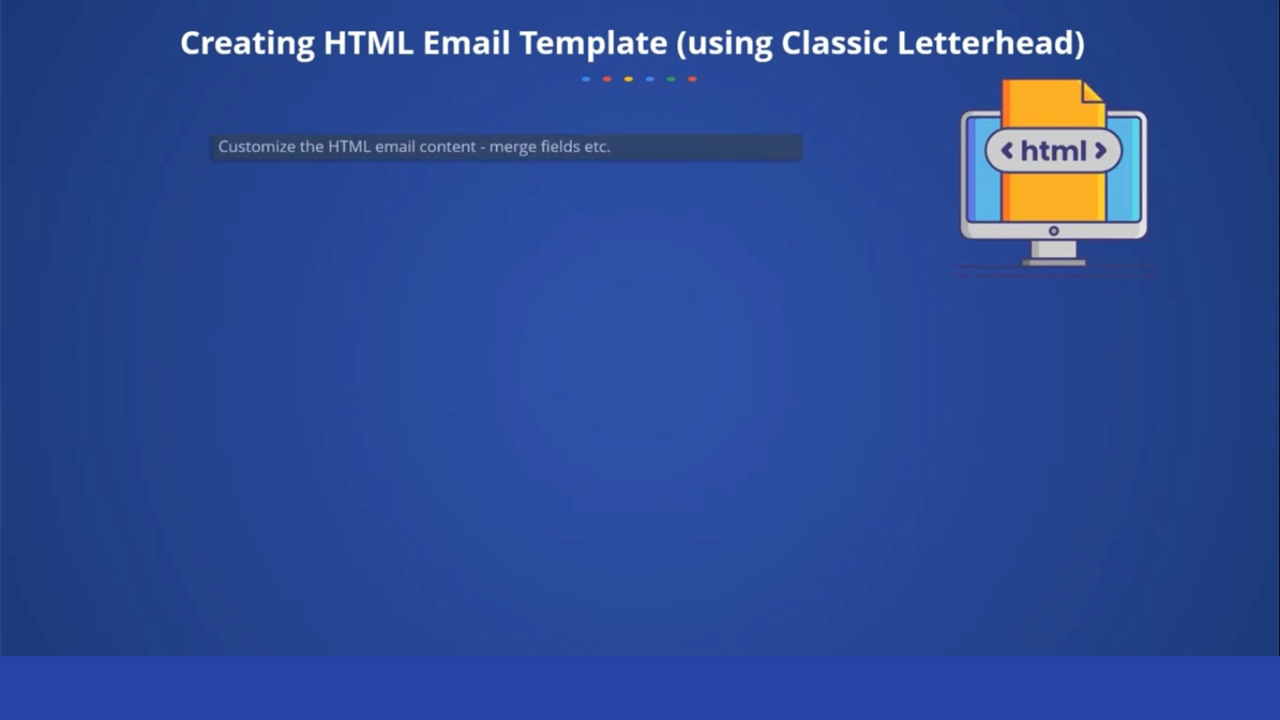 Creating HTML Email Template (using Classic Letterhead)
Customize the HTML email content - merge fields etc.
< html >